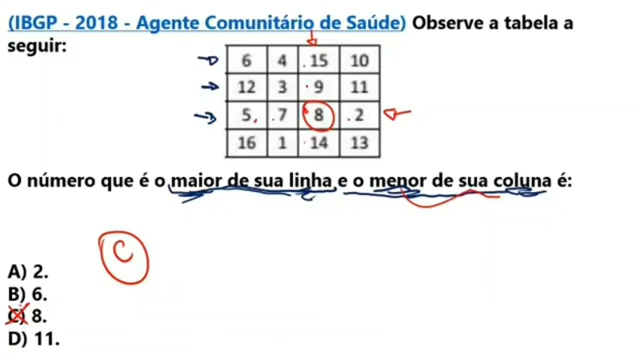 (IBGP - 2018 - Agente Comunitário de Saúde) Observe a tabela a
seguir:
6 4 15 10
12 3 9 11
5 7 8 2
16 1 14 13
O número que é o maior de sua linha e o menor de sua coluna é:
C
A) 2.
B) 6.
C) 8.
D) 11.